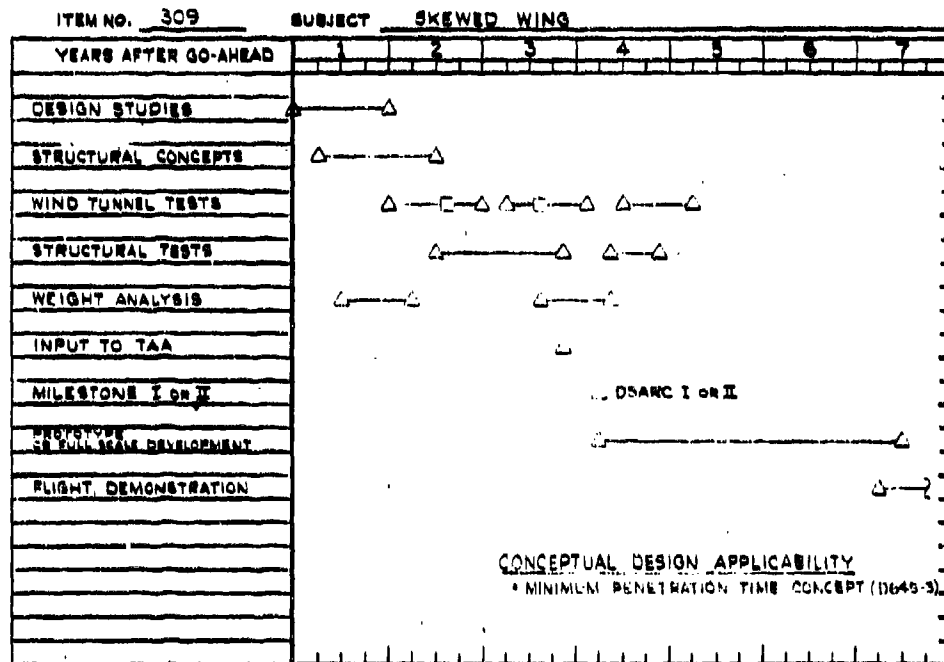 ITEM NO. 309 SUBJECT SKEWED WING
YEARS AFTER GO-AHEAD 1 2 3 4 5 6 7
DESIGN STUDIES
STRUCTURAL CONCEPTS
WIND TUNNEL TESTS
STRUCTURAL TESTS
WEIGHT ANALYSIS
INPUT TO TAA
MILESTONE I OR II DSARC I OR II
PROTOTYPE
OR FULL SCALE DEVELOPMENT
FLIGHT DEMONSTRATION
CONCEPTUAL DESIGN APPLICABILITY
• MINIMUM PENETRATION TIME CONCEPT (D645-3)